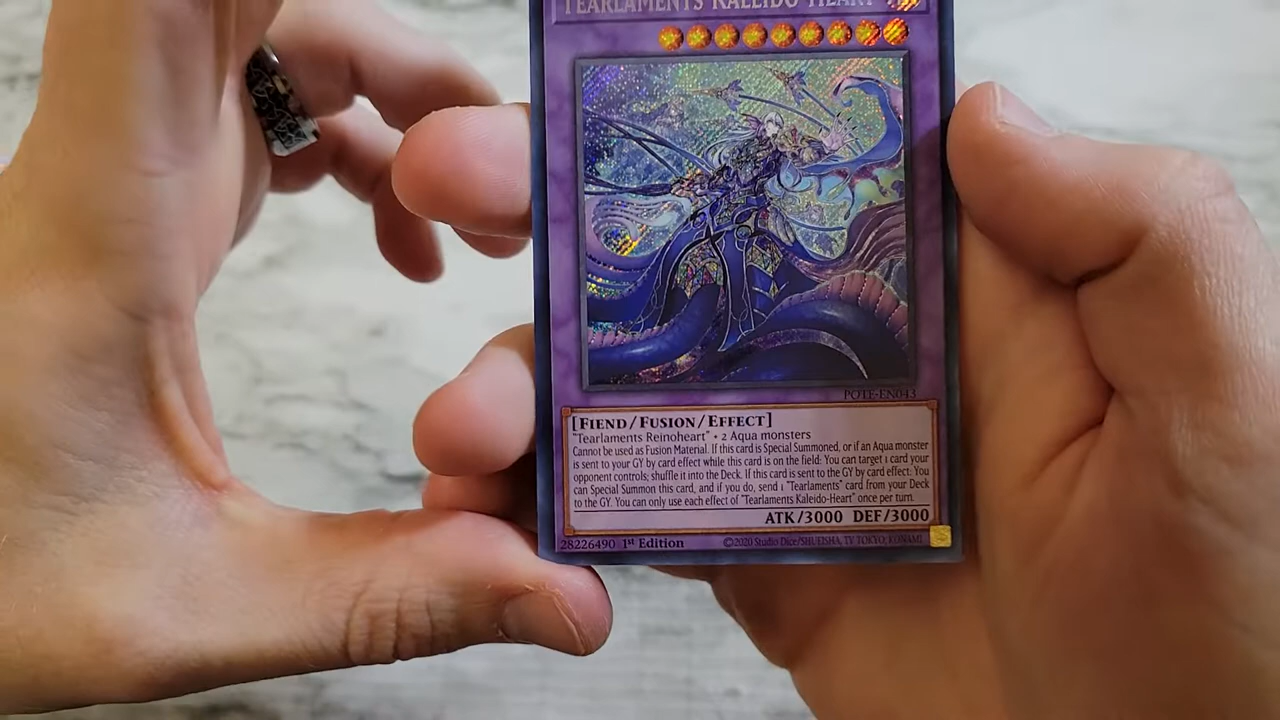 TEARLAMENTS KALEIDO-HEART
POTE-EN043
[FIEND/FUSION/EFFECT]
"Tearlaments Reinoheart" + 2 Aqua monsters
Cannot be used as Fusion Material. If this card is Special Summoned, or if an Aqua monster
is sent to your GY by card effect while this card is on the field: You can target 1 card your
opponent controls; shuffle it into the Deck. If this card is sent to the GY by card effect: You
can Special Summon this card, and if you do, send 1 "Tearlaments" card from your Deck
to the GY. You can only use each effect of "Tearlaments Kaleido-Heart" once per turn.
ATK/3000 DEF/3000
28226490 1st Edition ©2020 Studio Dice/SHUEISHA, TV TOKYO, KONAMI